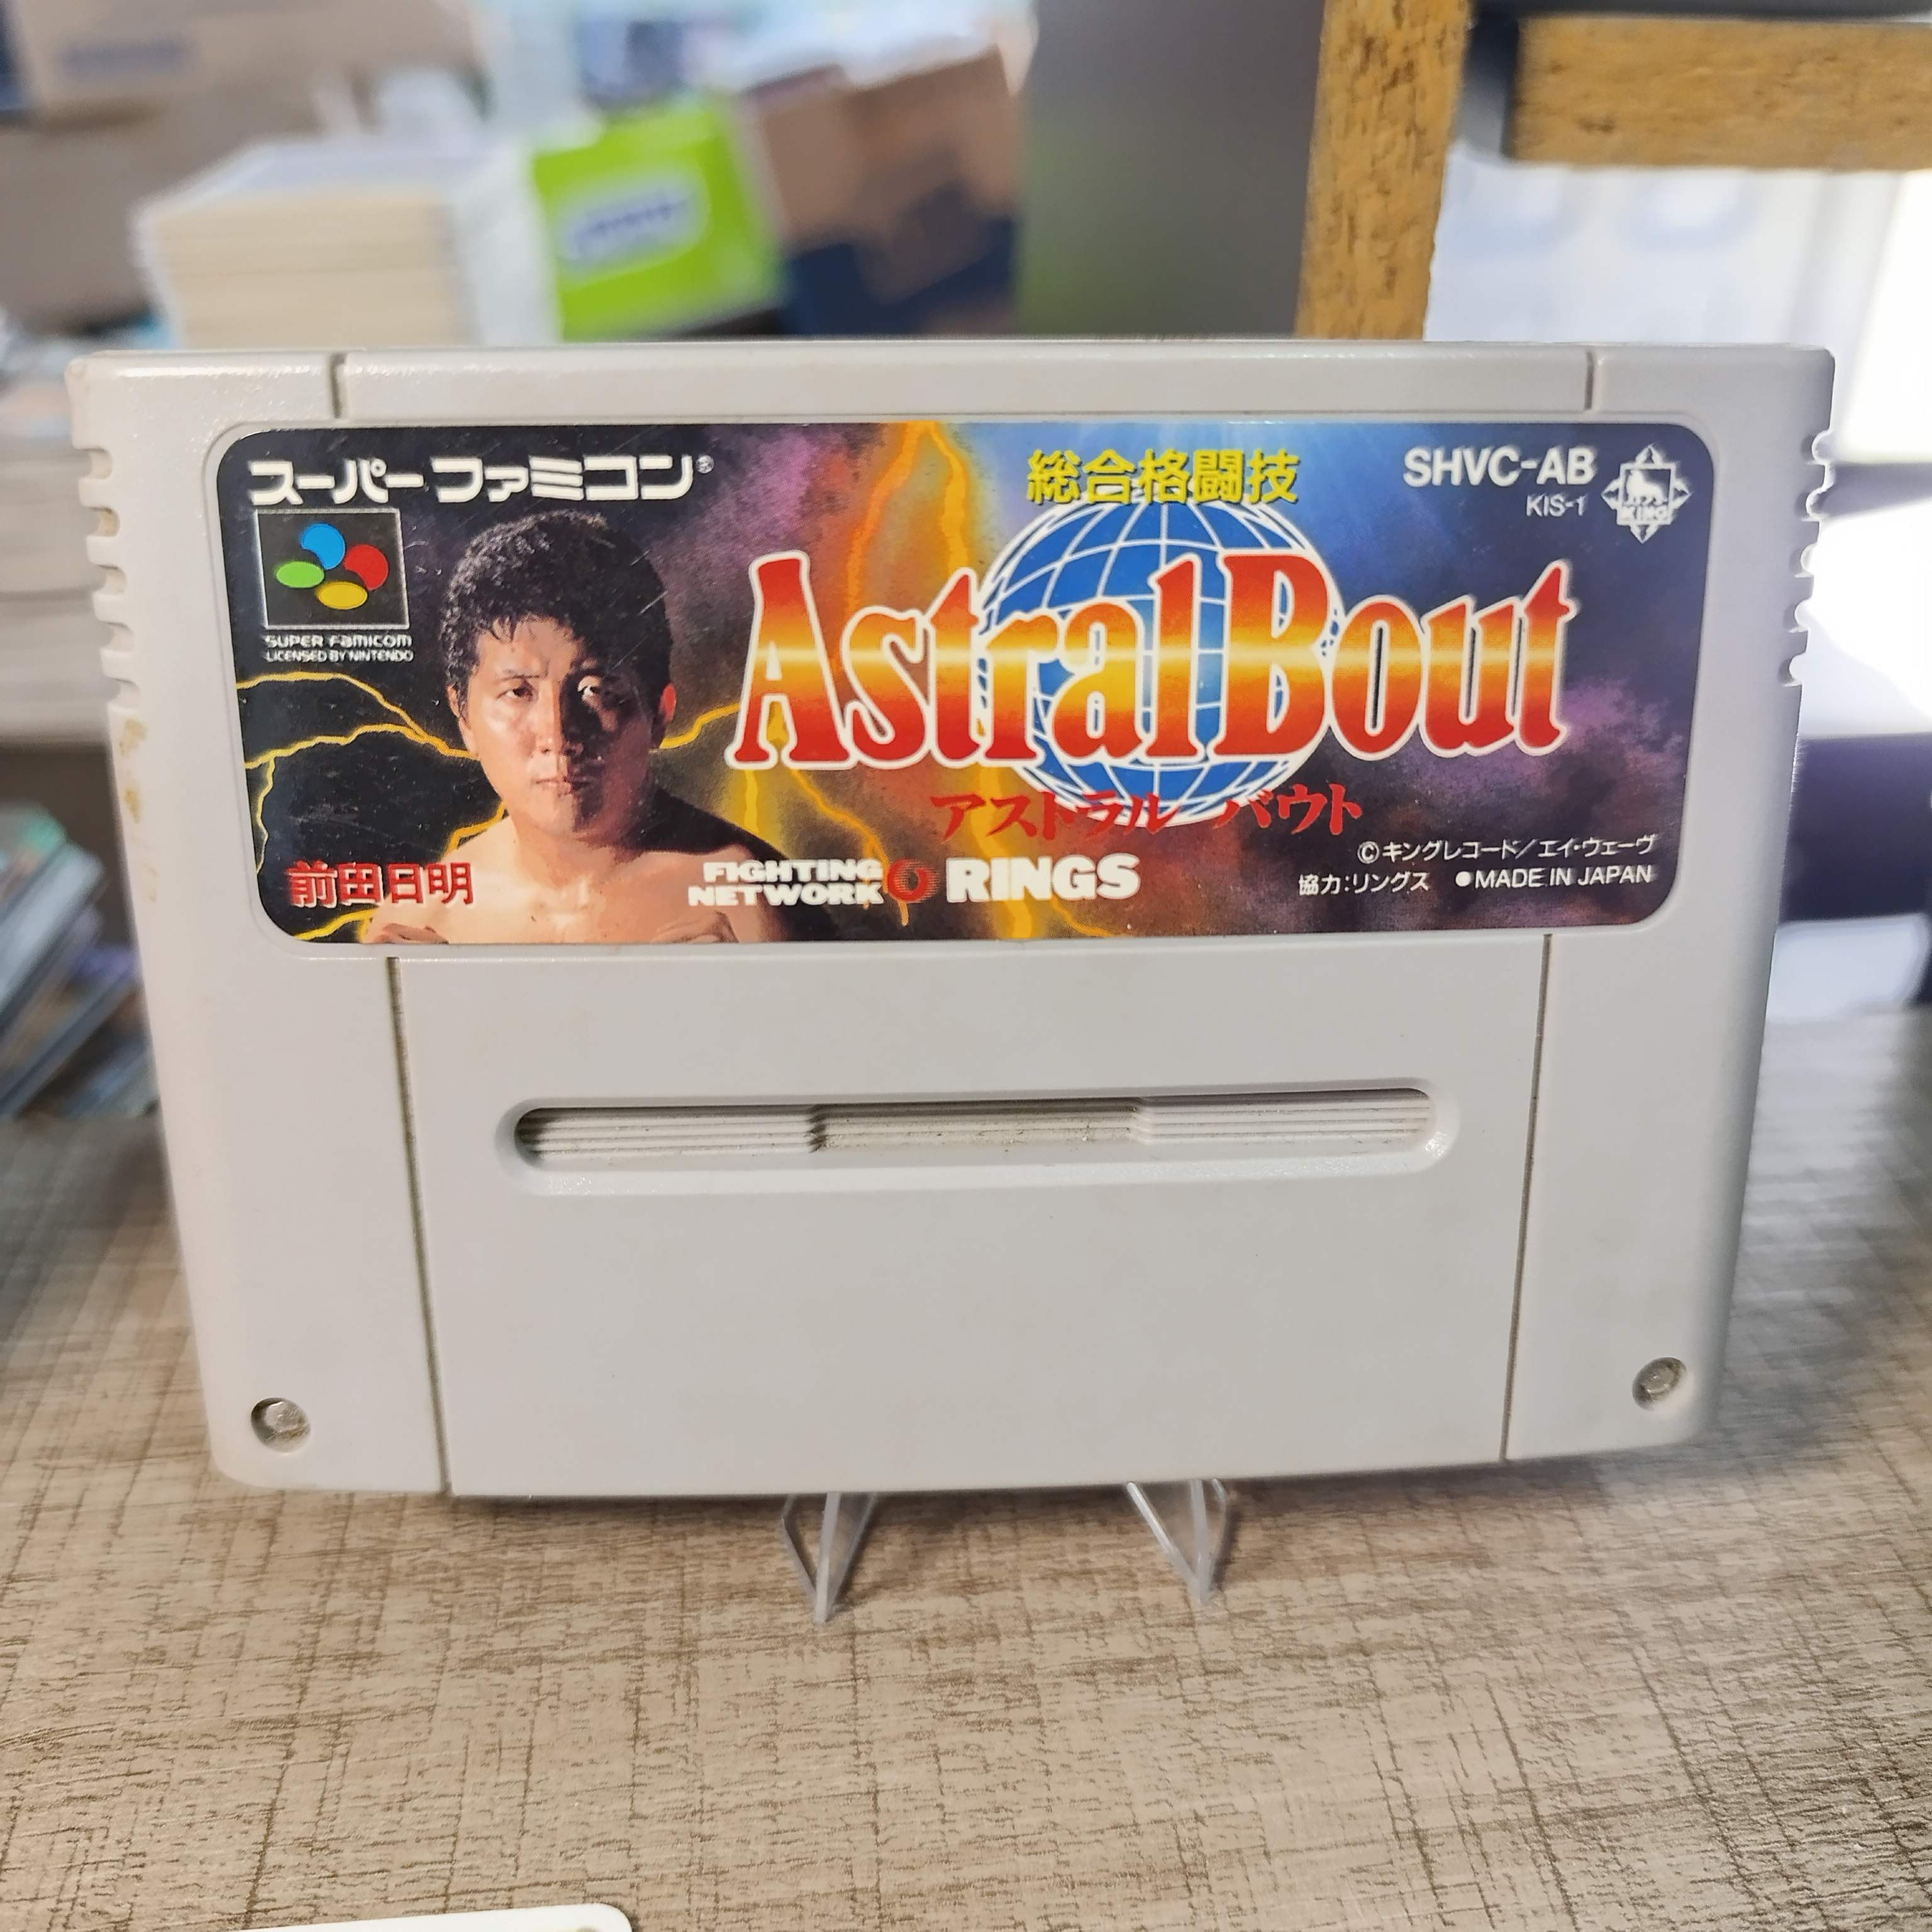 スーパーファミコン®
SUPER Famicom
LICENSED BY NINTENDO
総合格闘技
SHVC-AB
KIS-1
KING
Astral Bout
アストラル バウト
前田日明
FIGHTING
NETWORK RINGS
©キングレコード/エイ・ウェーヴ
協力:リングス ●MADE IN JAPAN